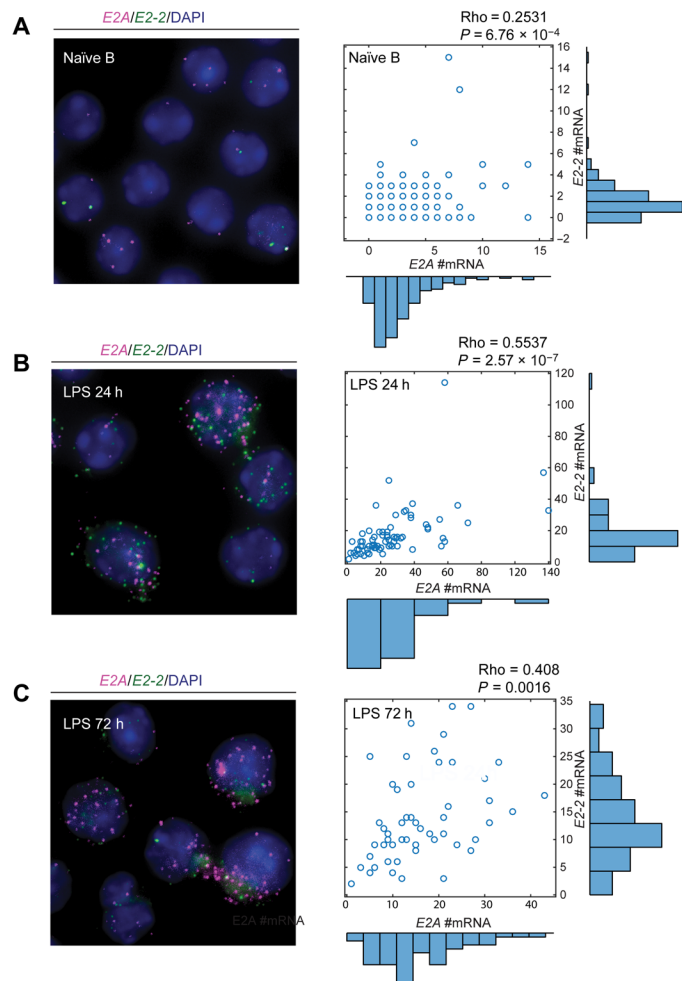 A
E2A/E2-2/DAPI
Naïve B
Rho = 0.2531
P = 6.76 × 10⁻⁴
Naïve B
16
14
12
10
8
6
4
2
0
−2
E2-2 #mRNA
0 5 10 15
E2A #mRNA
B
E2A/E2-2/DAPI
LPS 24 h
Rho = 0.5537
P = 2.57 × 10⁻⁷
LPS 24 h
120
100
80
60
40
20
0
E2-2 #mRNA
0 20 40 60 80 100 120 140
E2A #mRNA
C
E2A/E2-2/DAPI
LPS 72 h
E2A #mRNA
Rho = 0.408
P = 0.0016
LPS 72 h
35
30
25
20
15
10
5
0
E2-2 #mRNA
0 10 20 30 40
E2A #mRNA